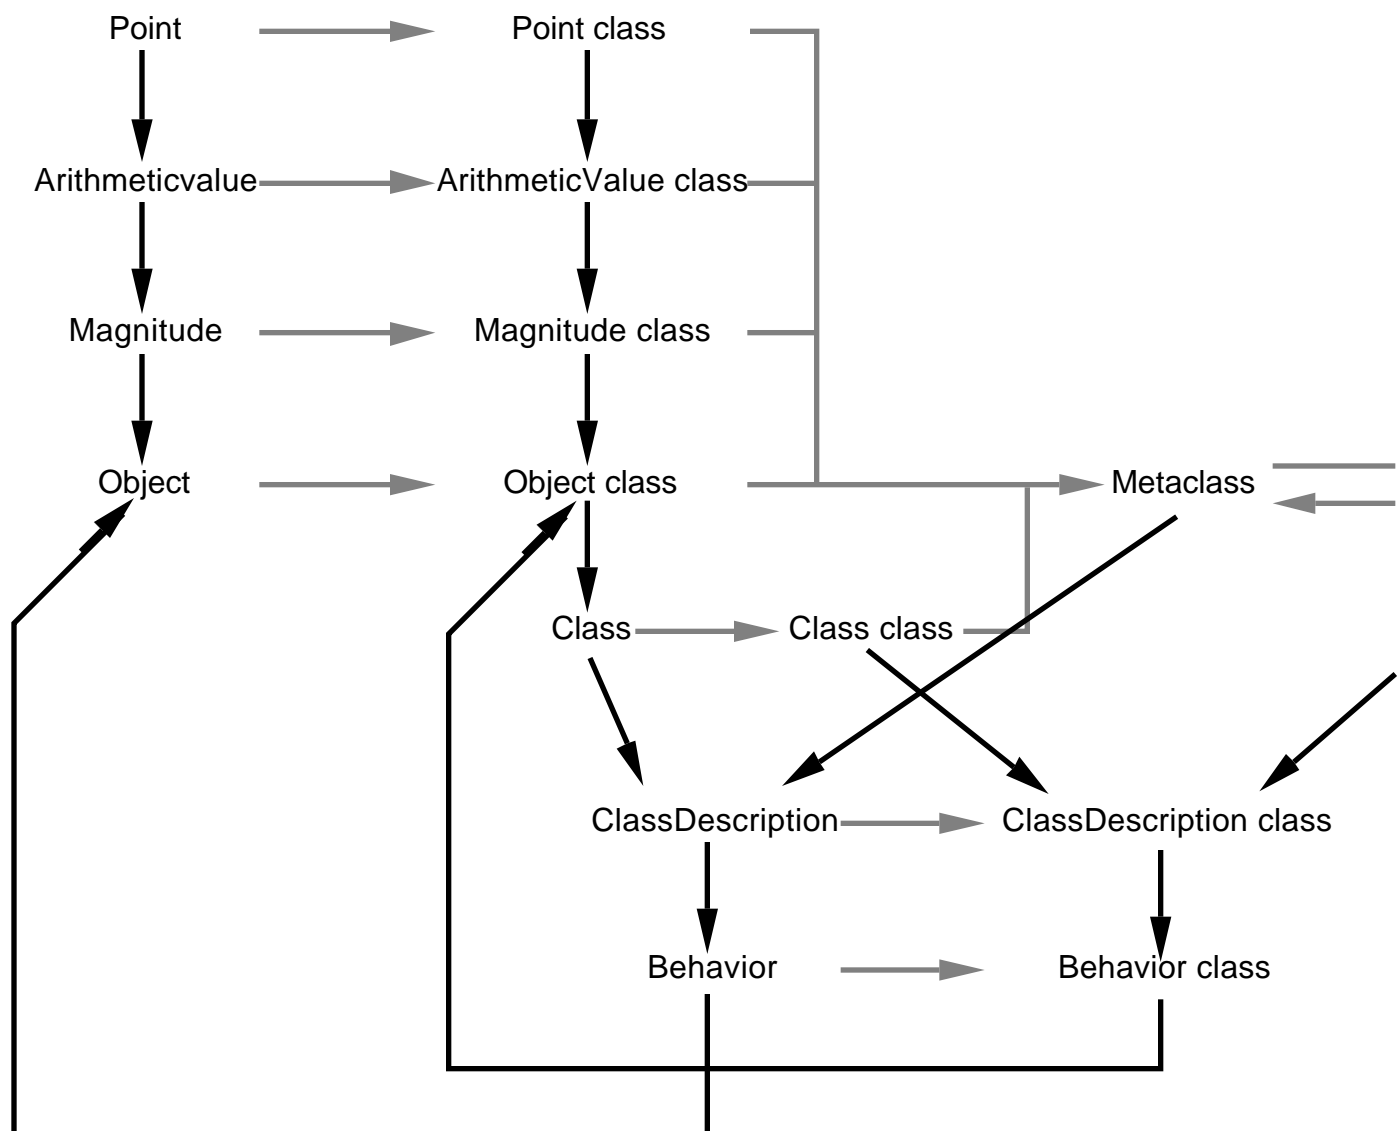 Point
Point class
Arithmeticvalue
ArithmeticValue class
Magnitude
Magnitude class
Object
Object class
Metaclass
Class
Class class
ClassDescription
ClassDescription class
Behavior
Behavior class